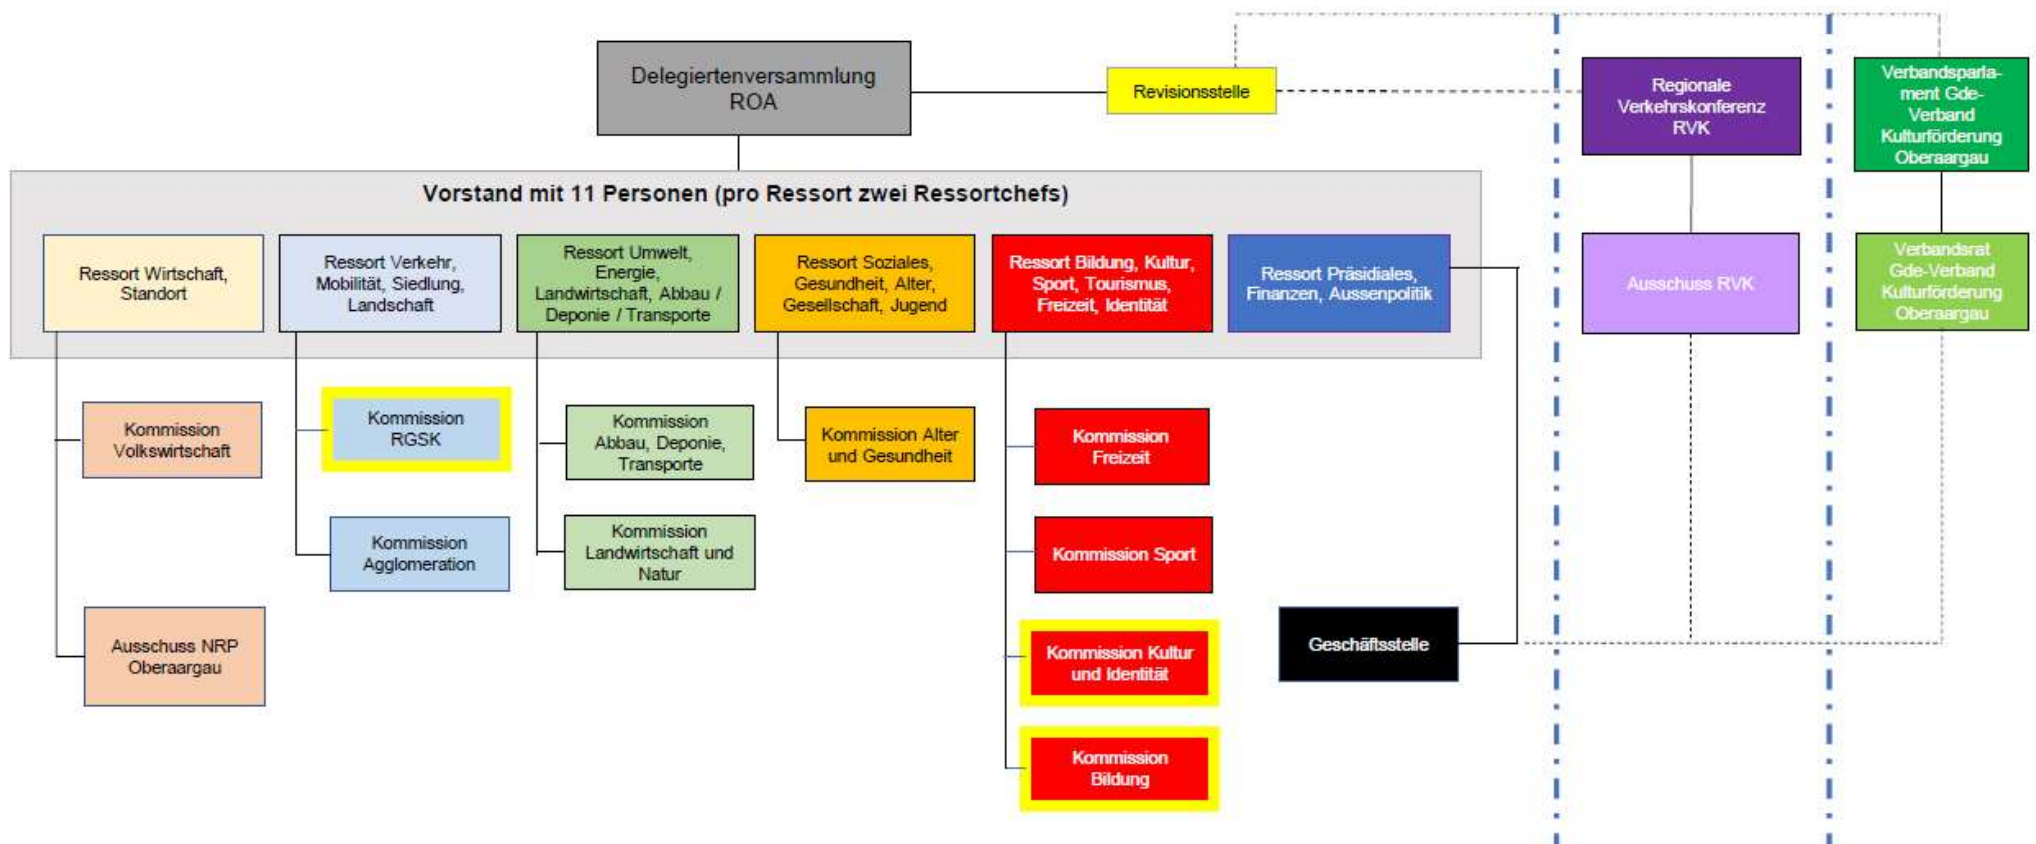 Delegiertenversammlung
ROA
Revisionsstelle
Regionale
Verkehrskonferenz
RVK
Verbandsparla-
ment Gde-
Verband
Kulturförderung
Oberaargau
Vorstand mit 11 Personen (pro Ressort zwei Ressortchefs)
Ressort Wirtschaft,
Standort
Ressort Verkehr,
Mobilität, Siedlung,
Landschaft
Ressort Umwelt,
Energie,
Landwirtschaft, Abbau /
Deponie / Transporte
Ressort Soziales,
Gesundheit, Alter,
Gesellschaft, Jugend
Ressort Bildung, Kultur,
Sport, Tourismus,
Freizeit, Identität
Ressort Präsidiales,
Finanzen, Aussenpolitik
Ausschuss RVK
Verbandsrat
Gde-Verband
Kulturförderung
Oberaargau
Kommission
Volkswirtschaft
Kommission
RGSK
Kommission
Abbau, Deponie,
Transporte
Kommission Alter
und Gesundheit
Kommission
Freizeit
Kommission
Agglomeration
Kommission
Landwirtschaft und
Natur
Kommission Sport
Ausschuss NRP
Oberaargau
Kommission Kultur
und Identität
Geschäftsstelle
Kommission
Bildung